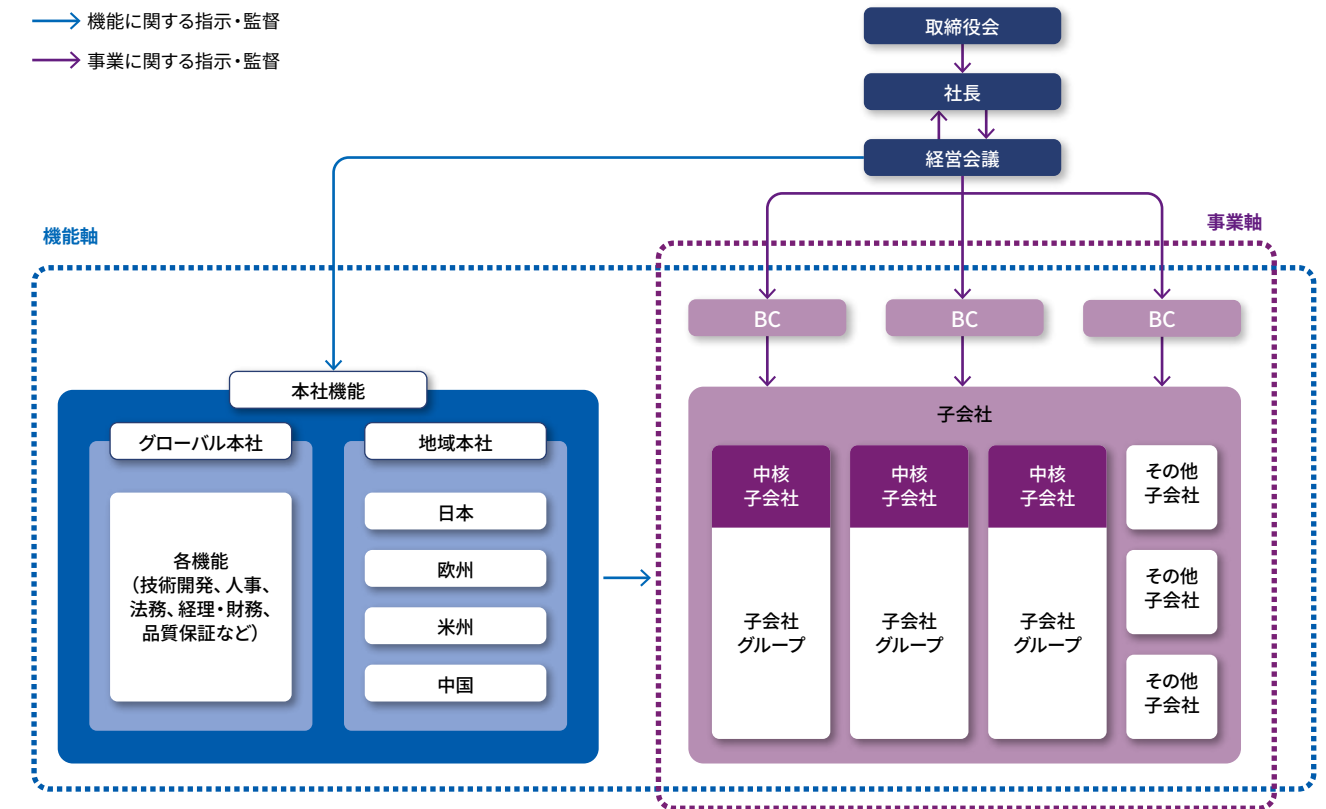 機能に関する指示・監督
事業に関する指示・監督
取締役会
社長
経営会議
機能軸
事業軸
BC
BC
BC
本社機能
グローバル本社
各機能
（技術開発、人事、
法務、経理・財務、
品質保証など）
地域本社
日本
欧州
米州
中国
子会社
中核
子会社
子会社
グループ
中核
子会社
子会社
グループ
中核
子会社
子会社
グループ
その他
子会社
その他
子会社
その他
子会社